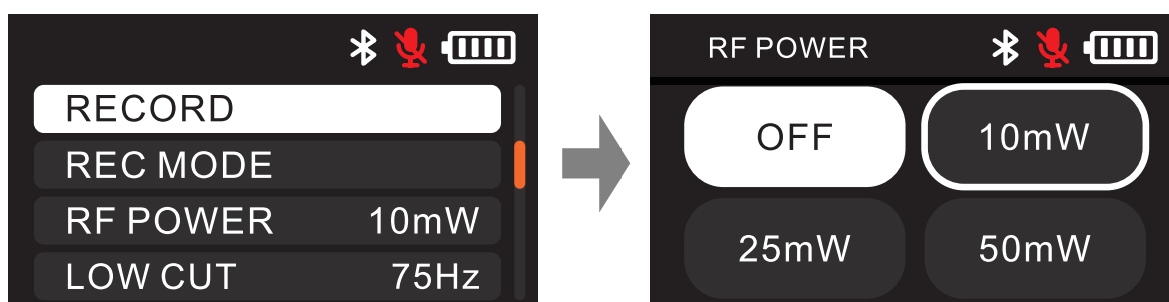 RECORD
REC MODE
RF POWER 10mW
LOW CUT 75Hz
RF POWER
OFF 10mW
25mW 50mW